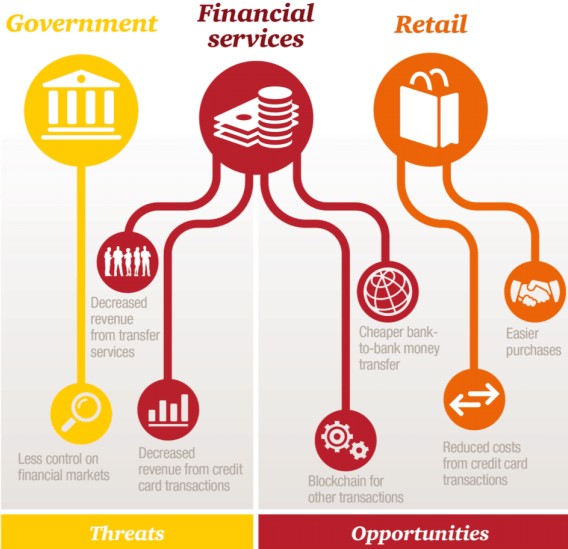 Government
Financial
services
Retail
Decreased
revenue
from transfer
services
Cheaper bank-
to-bank money
transfer
Easier
purchases
Less control on
financial markets
Decreased
revenue from credit
card transactions
Blockchain for
other transactions
Reduced costs
from credit card
transactions
Threats
Opportunities